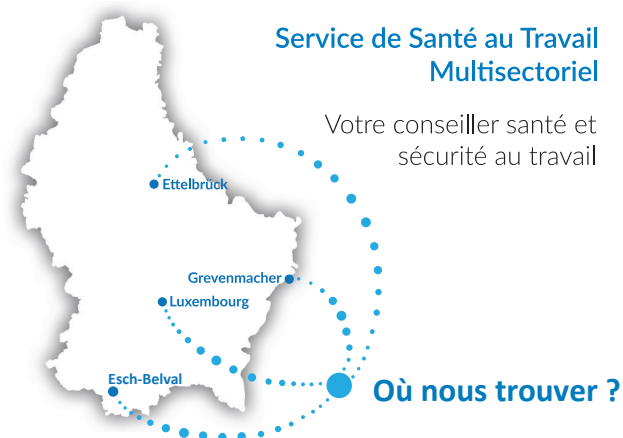 Service de Santé au Travail
Multisectoriel
Votre conseiller santé et
sécurité au travail
Ettelbrück
Grevenmacher
Luxembourg
Esch-Belval
Où nous trouver ?